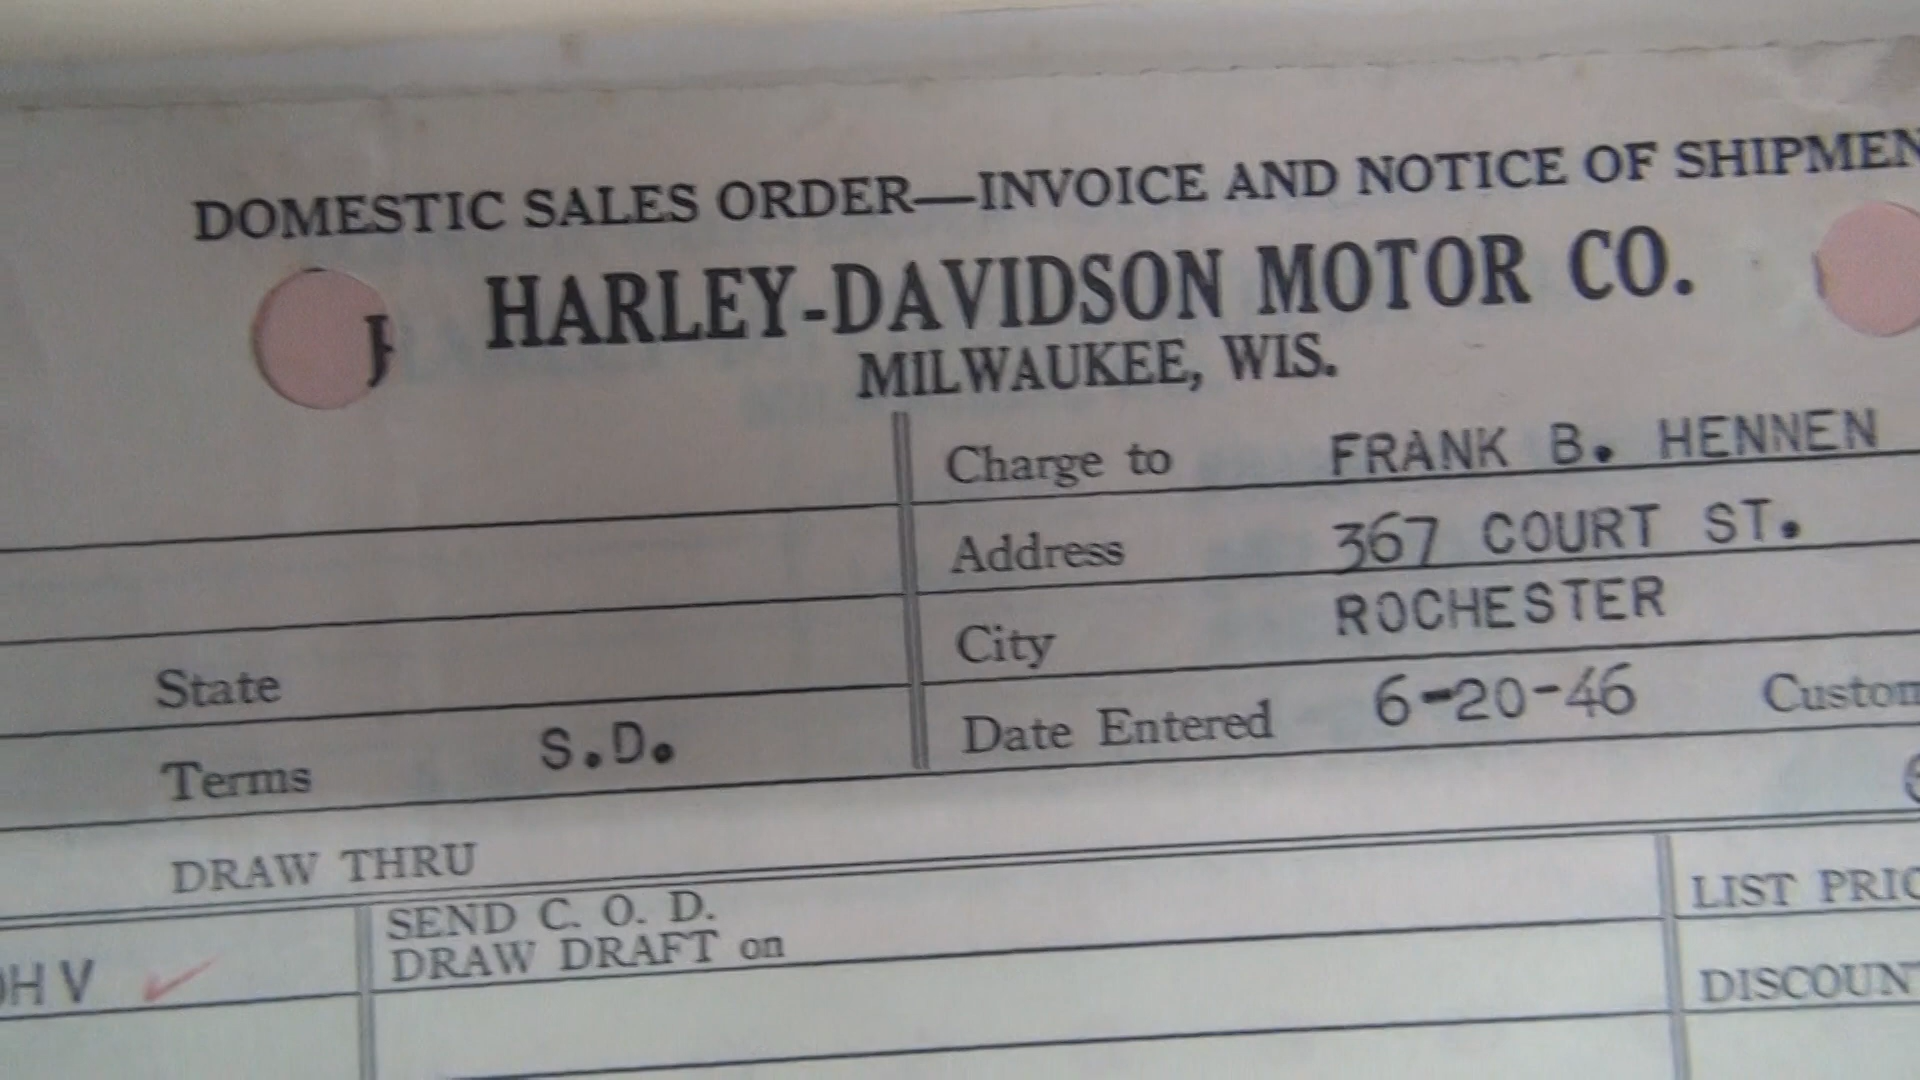 DOMESTIC SALES ORDER—INVOICE AND NOTICE OF SHIPMEN
HARLEY-DAVIDSON MOTOR CO.
MILWAUKEE, WIS.
Charge to FRANK B. HENNEN
Address 367 COURT ST.
State City ROCHESTER
Terms S.D. Date Entered 6-20-46 Custom
DRAW THRU
SEND C. O. D. LIST PRIC
DRAW DRAFT on
HV DISCOUNT